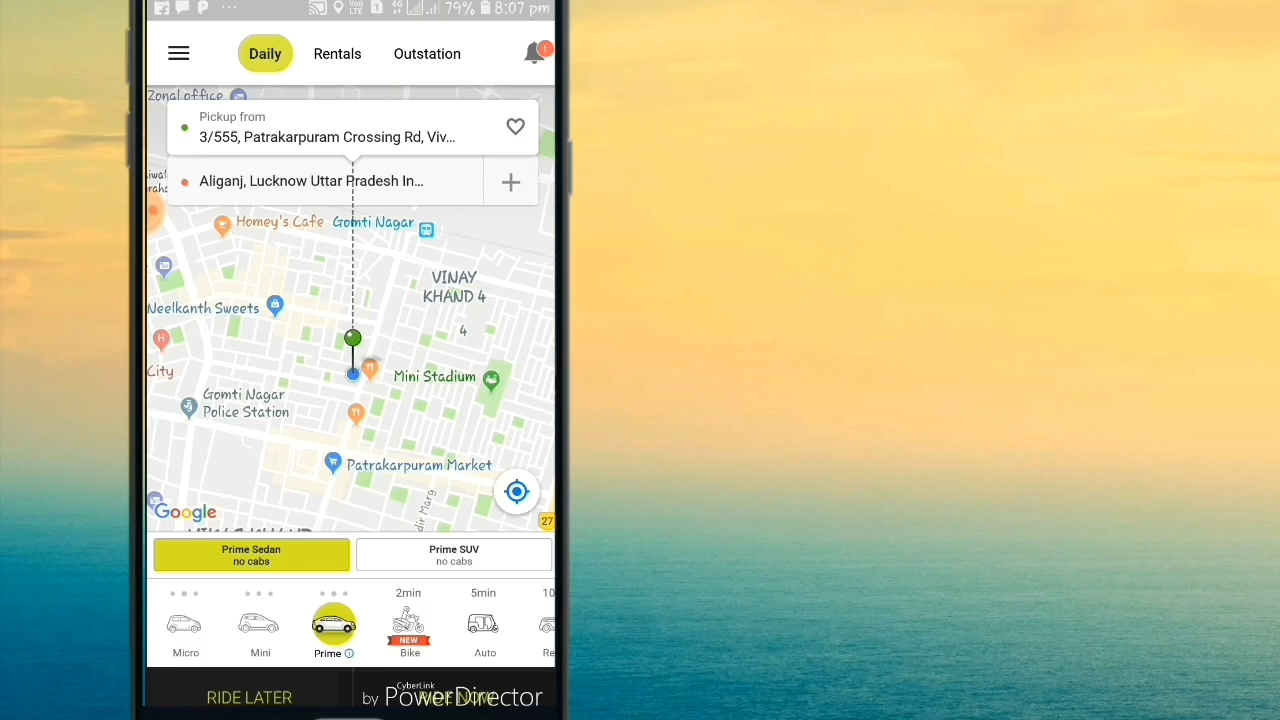 79% 8:07 pm
Daily Rentals Outstation
Zonal office
Pickup from
3/555, Patrakarpuram Crossing Rd, Viv...
Aliganj, Lucknow Uttar Pradesh In...
Homey's Cafe Gomti Nagar
VINAY
KHAND 4
4
Neelkanth Sweets
City
Mini Stadium
Gomti Nagar
Police Station
Patrakarpuram Market
Google
27
Prime Sedan
no cabs
Prime SUV
no cabs
2min 5min
Micro Mini Prime Bike Auto
NEW
RIDE LATER
by CyberLink PowerDirector